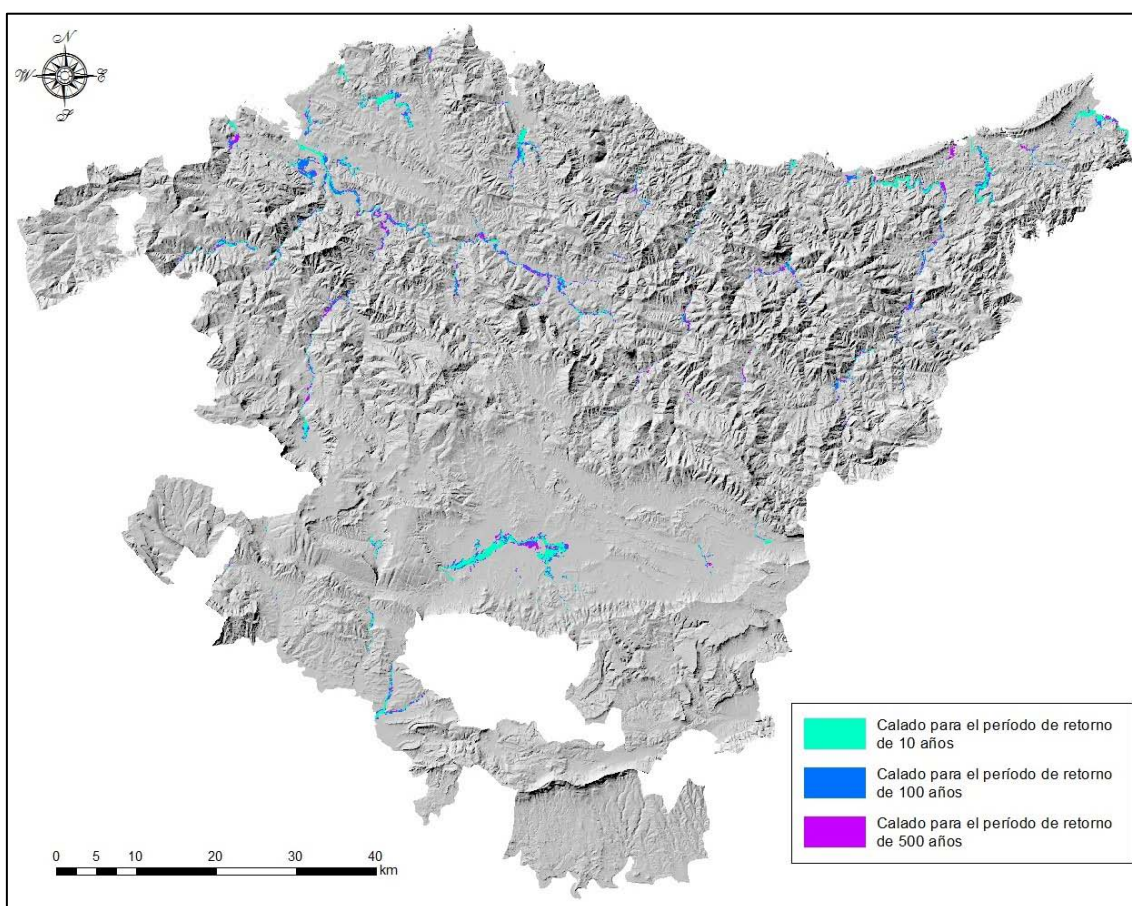 N
W E
S
Calado para el período de retorno
de 10 años
Calado para el período de retorno
de 100 años
Calado para el período de retorno
de 500 años
0 5 10 20 30 40
km